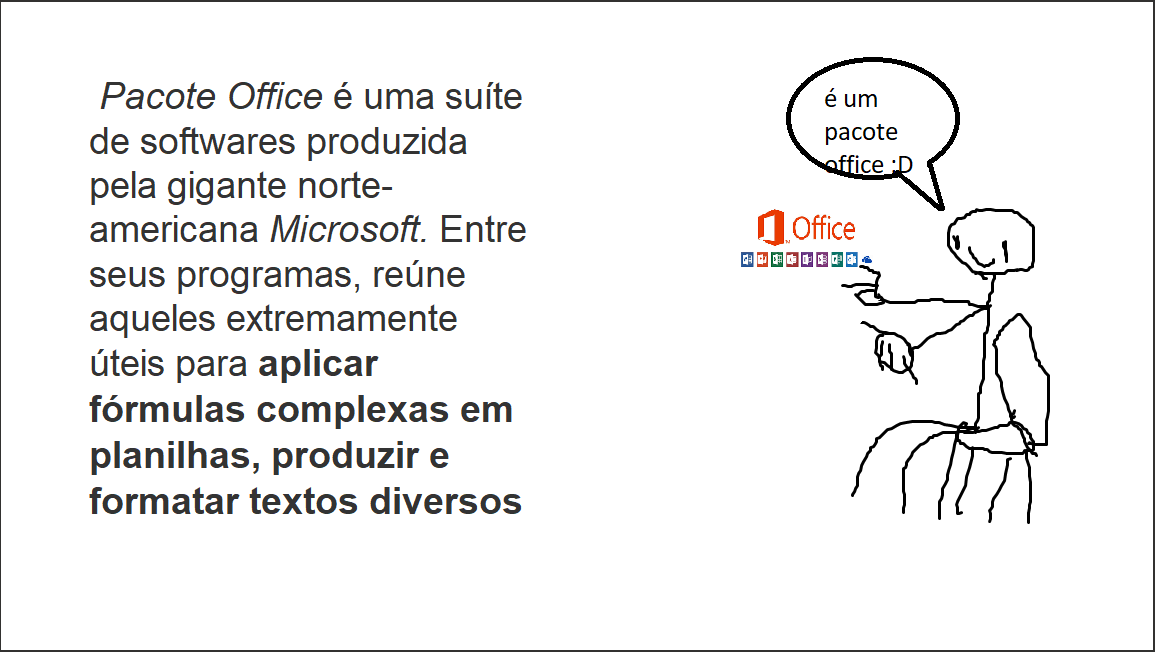 Pacote Office é uma suíte
de softwares produzida
pela gigante norte-
americana Microsoft. Entre
seus programas, reúne
aqueles extremamente
úteis para aplicar
fórmulas complexas em
planilhas, produzir e
formatar textos diversos
é um
pacote
office ;D
Office